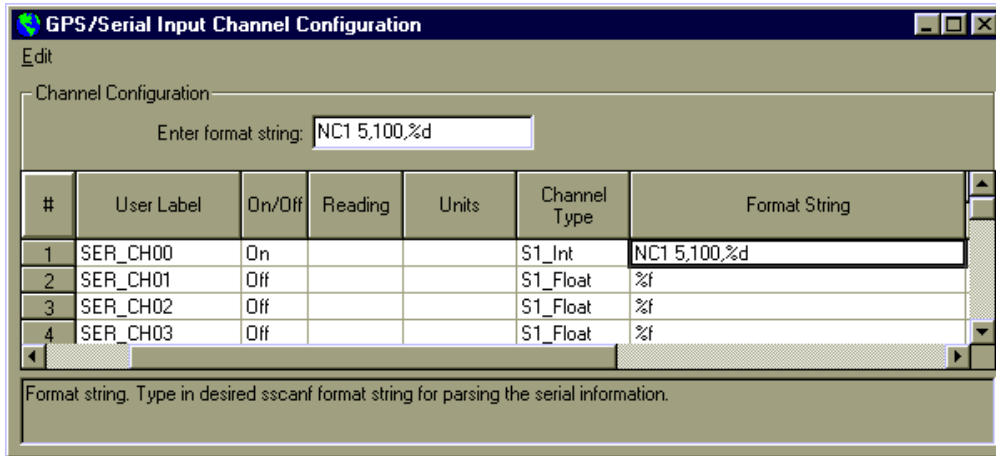 GPS/Serial Input Channel Configuration
Edit
Channel Configuration
Enter format string: NC1 5,100,%d
# User Label On/Off Reading Units Channel Type Format String
1 SER_CH00 On S1_Int NC1 5,100,%d
2 SER_CH01 Off S1_Float %f
3 SER_CH02 Off S1_Float %f
4 SER_CH03 Off S1_Float %f
Format string. Type in desired sscanf format string for parsing the serial information.